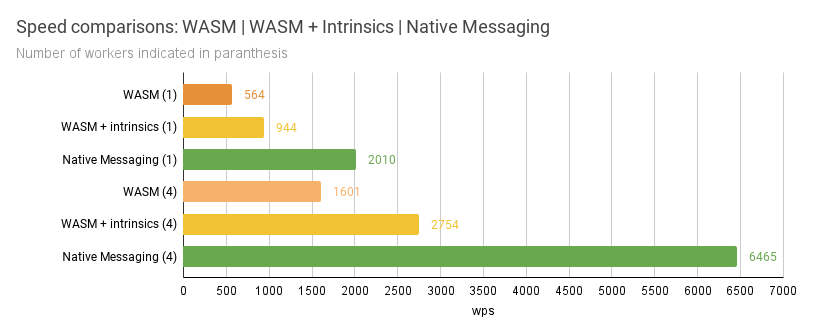 Speed comparisons: WASM | WASM + Intrinsics | Native Messaging
Number of workers indicated in paranthesis
WASM (1) 564
WASM + intrinsics (1) 944
Native Messaging (1) 2010
WASM (4) 1601
WASM + intrinsics (4) 2754
Native Messaging (4) 6465
0 500 1000 1500 2000 2500 3000 3500 4000 4500 5000 5500 6000 6500 7000
wps